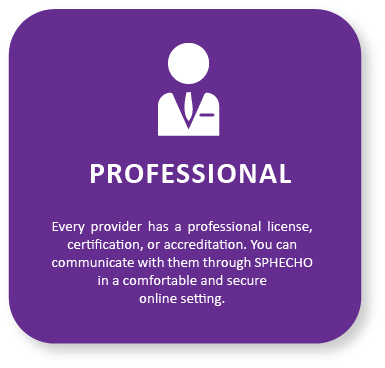 PROFESSIONAL
Every provider has a professional license,
certification, or accreditation. You can
communicate with them through SPHECHO
in a comfortable and secure
online setting.